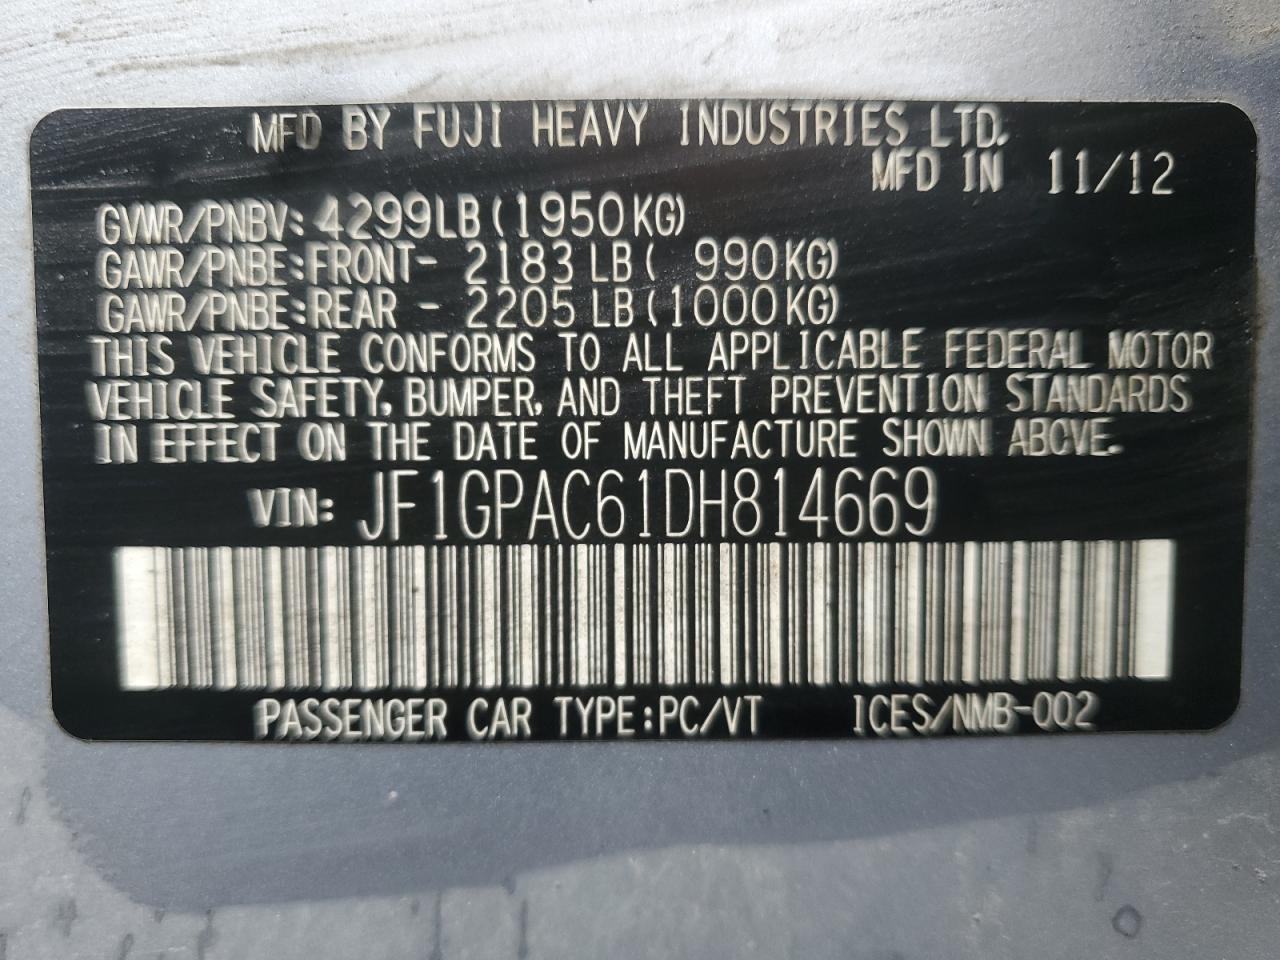 MFD BY FUJI HEAVY INDUSTRIES LTD.
MFD IN 11/12
GVWR/PNBV: 4299LB (1950KG)
GAWR/PNBE:FRONT- 2183LB ( 990KG)
GAWR/PNBE:REAR - 2205LB (1000KG)
THIS VEHICLE CONFORMS TO ALL APPLICABLE FEDERAL MOTOR
VEHICLE SAFETY, BUMPER, AND THEFT PREVENTION STANDARDS
IN EFFECT ON THE DATE OF MANUFACTURE SHOWN ABOVE.
VIN: JF1GPAC61DH814669
PASSENGER CAR TYPE:PC/VT ICES/NMB-002